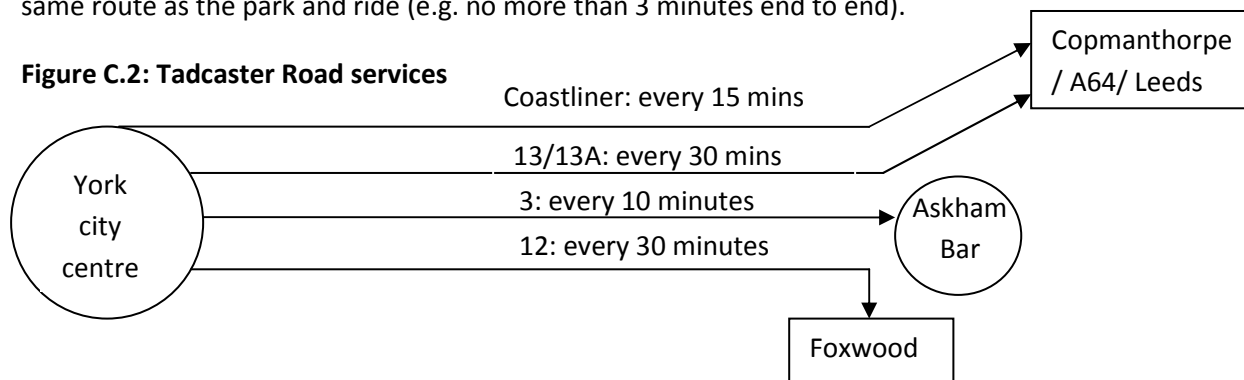 same route as the park and ride (e.g. no more than 3 minutes end to end).
Figure C.2: Tadcaster Road services
Copmanthorpe
/ A64/ Leeds
Coastliner: every 15 mins
13/13A: every 30 mins
3: every 10 minutes
12: every 30 minutes
York
city
centre
Askham
Bar
Foxwood